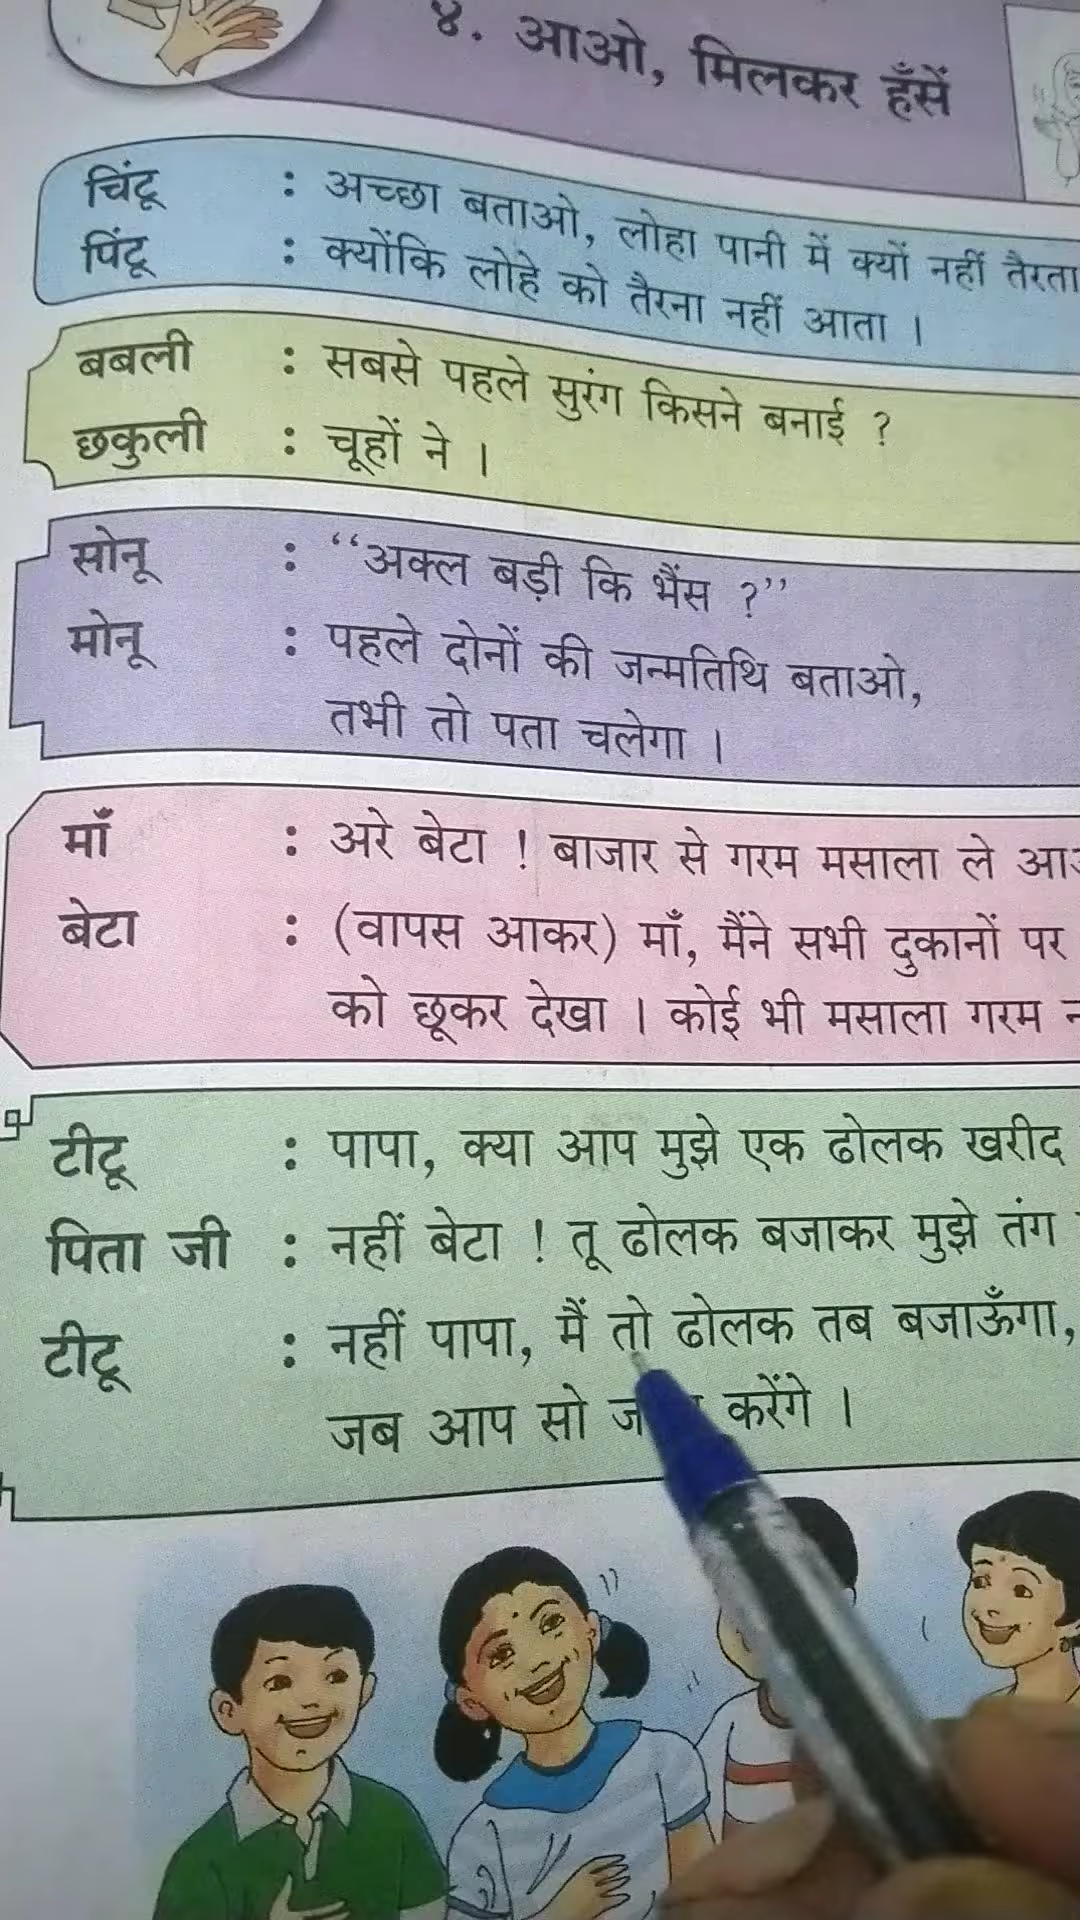 ४. आओ, मिलकर हँसें
चिंटू : अच्छा बताओ, लोहा पानी में क्यों नहीं तैरता
पिंटू : क्योंकि लोहे को तैरना नहीं आता ।
बबली : सबसे पहले सुरंग किसने बनाई ?
छकुली : चूहों ने ।
सोनू : “अक्ल बड़ी कि भैंस ?”
मोनू : पहले दोनों की जन्मतिथि बताओ,
तभी तो पता चलेगा ।
माँ : अरे बेटा ! बाजार से गरम मसाला ले
बेटा : (वापस आकर) माँ, मैंने सभी दुकानों पर
को छूकर देखा । कोई भी मसाला गरम
टीटू : पापा, क्या आप मुझे एक ढोलक खरीद
पिता जी : नहीं बेटा ! तू ढोलक बजाकर मुझे तंग
टीटू : नहीं पापा, मैं तो ढोलक तब बजाऊँगा,
जब आप सो करेंगे ।